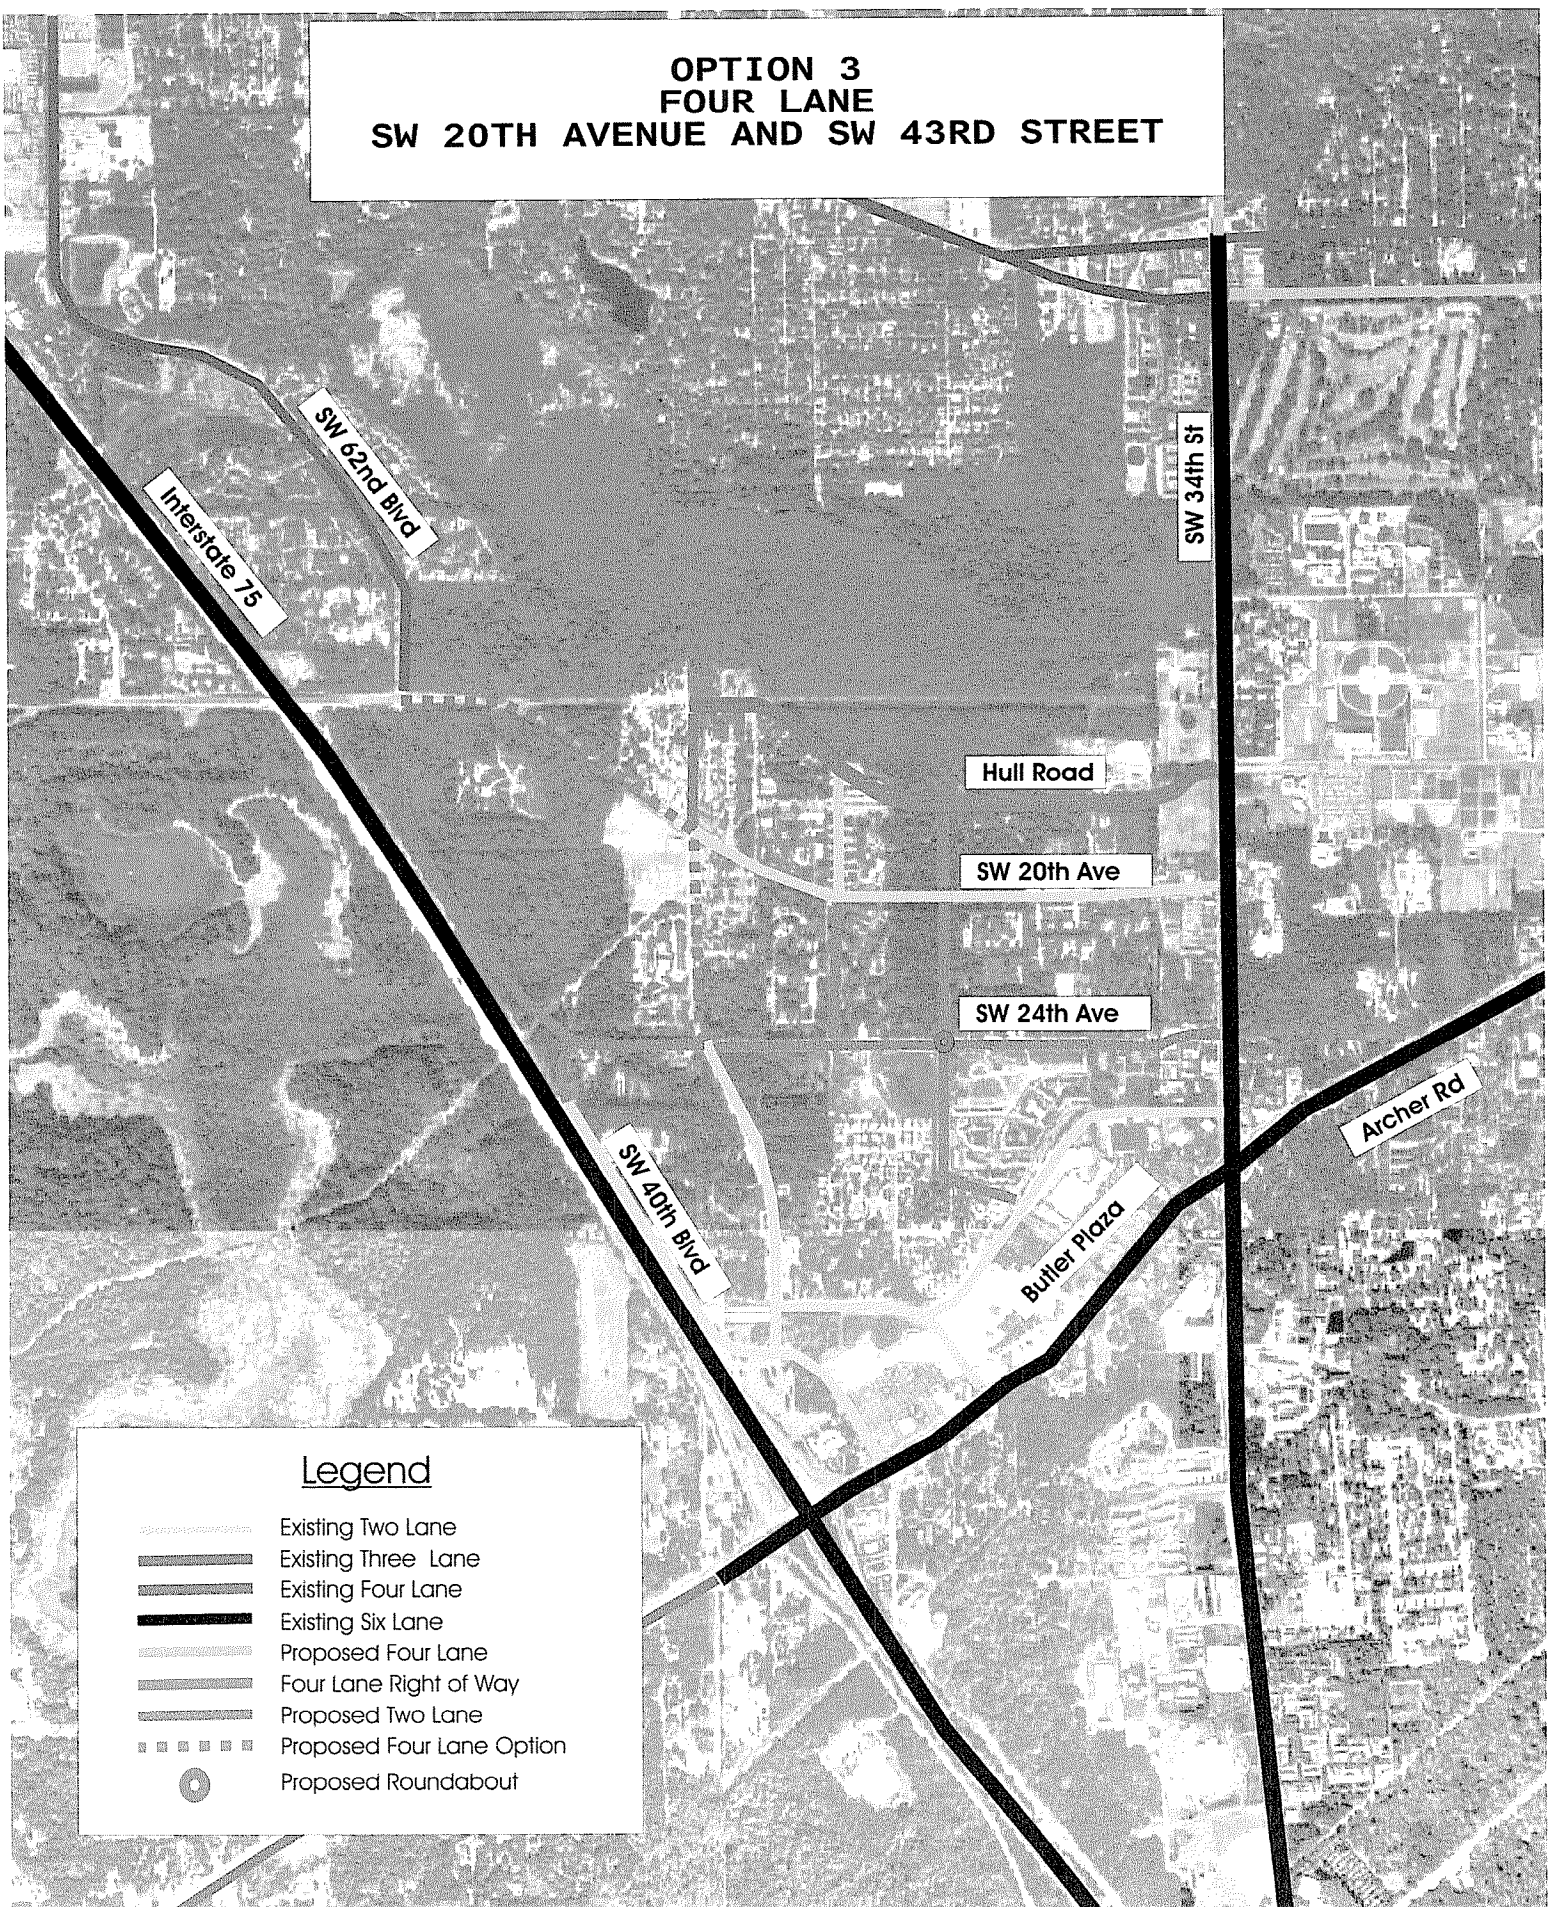 OPTION 3
FOUR LANE
SW 20TH AVENUE AND SW 43RD STREET
SW 62nd Blvd
Interstate 75
SW 34th St
Hull Road
SW 20th Ave
SW 24th Ave
Archer Rd
SW 40th Blvd
Butler Plaza
Legend
Existing Two Lane
Existing Three Lane
Existing Four Lane
Existing Six Lane
Proposed Four Lane
Four Lane Right of Way
Proposed Two Lane
Proposed Four Lane Option
Proposed Roundabout